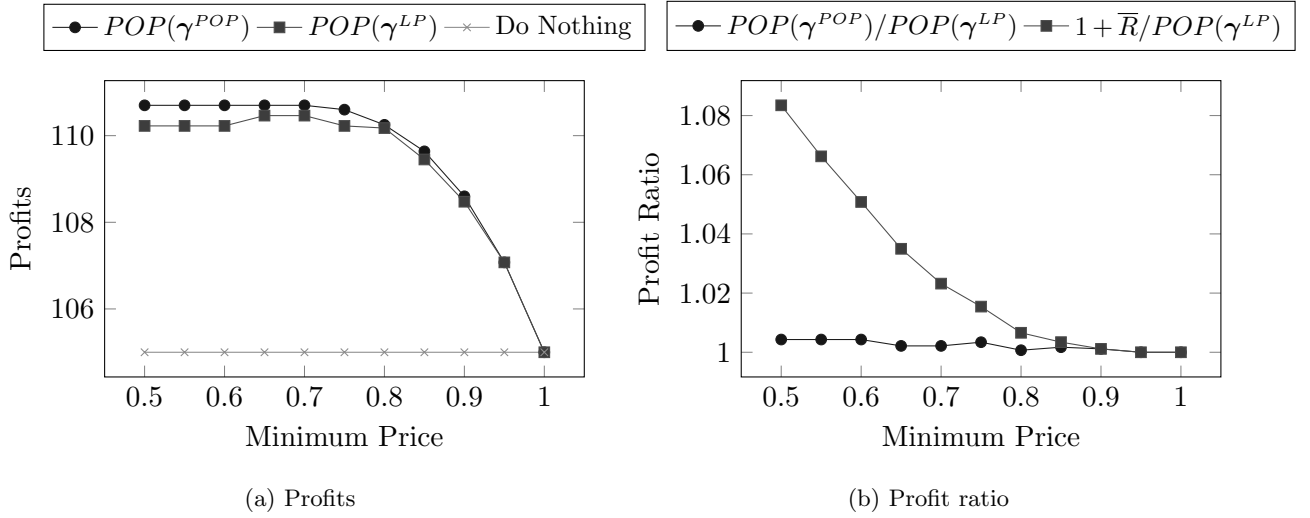 POP(γ^POP) POP(γ^LP) Do Nothing
POP(γ^POP)/POP(γ^LP) 1 + R̅/POP(γ^LP)
110
108
106
Profits
0.5 0.6 0.7 0.8 0.9 1
Minimum Price
(a) Profits
1.08
1.06
1.04
1.02
1
Profit Ratio
0.5 0.6 0.7 0.8 0.9 1
Minimum Price
(b) Profit ratio